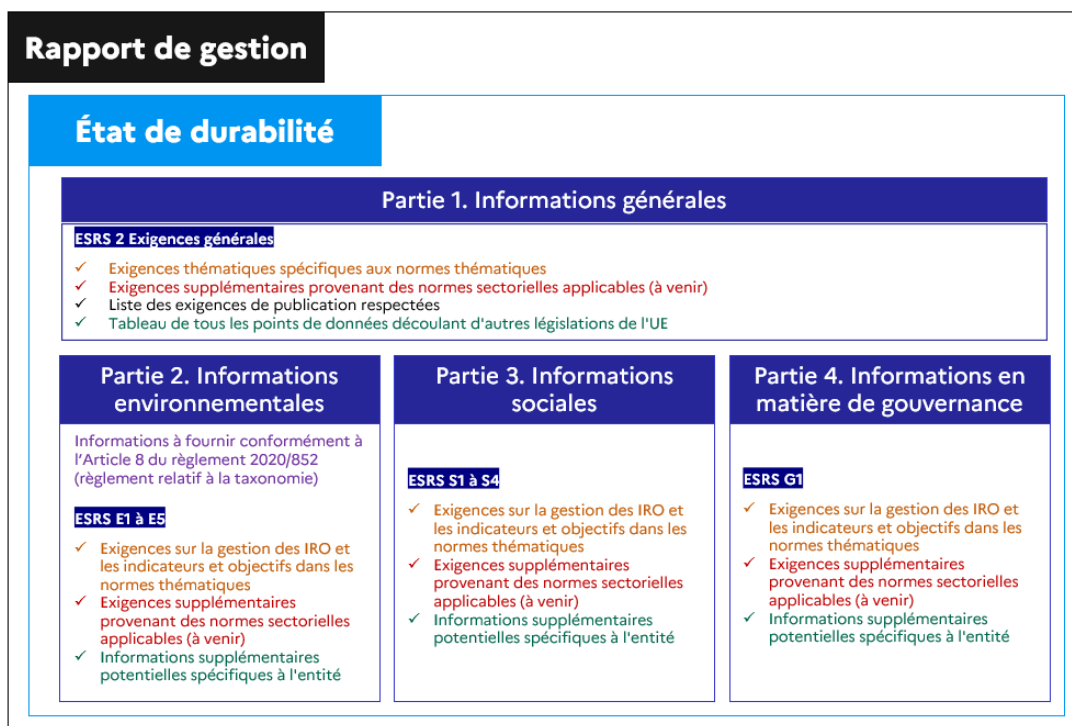 Rapport de gestion
État de durabilité
Partie 1. Informations générales
ESRS 2 Exigences générales
✓ Exigences thématiques spécifiques aux normes thématiques
✓ Exigences supplémentaires provenant des normes sectorielles applicables (à venir)
✓ Liste des exigences de publication respectées
✓ Tableau de tous les points de données découlant d'autres législations de l'UE
Partie 2. Informations
environnementales
Informations à fournir conformément à
l'Article 8 du règlement 2020/852
(règlement relatif à la taxonomie)
ESRS E1 à E5
✓ Exigences sur la gestion des IRO et
les indicateurs et objectifs dans les
normes thématiques
✓ Exigences supplémentaires
provenant des normes sectorielles
applicables (à venir)
✓ Informations supplémentaires
potentielles spécifiques à l'entité
Partie 3. Informations
sociales
ESRS S1 à S4
✓ Exigences sur la gestion des IRO et
les indicateurs et objectifs dans les
normes thématiques
✓ Exigences supplémentaires
provenant des normes sectorielles
applicables (à venir)
✓ Informations supplémentaires
potentielles spécifiques à l'entité
Partie 4. Informations en
matière de gouvernance
ESRS G1
✓ Exigences sur la gestion des IRO et
les indicateurs et objectifs dans les
normes thématiques
✓ Exigences supplémentaires
provenant des normes sectorielles
applicables (à venir)
✓ Informations supplémentaires
potentielles spécifiques à l'entité